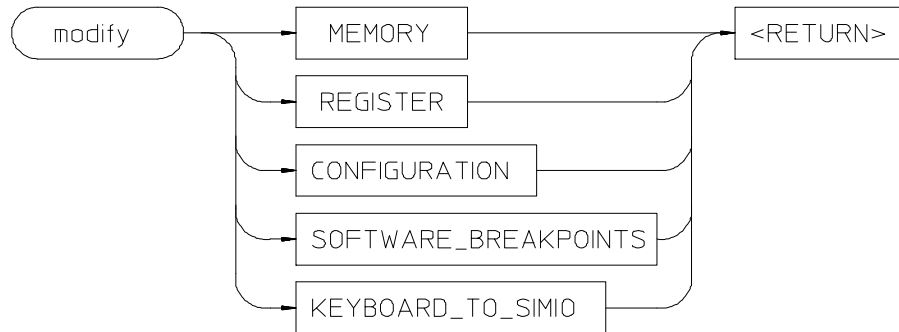 modify
MEMORY
<RETURN>
REGISTER
CONFIGURATION
SOFTWARE_BREAKPOINTS
KEYBOARD_TO_SIMIO